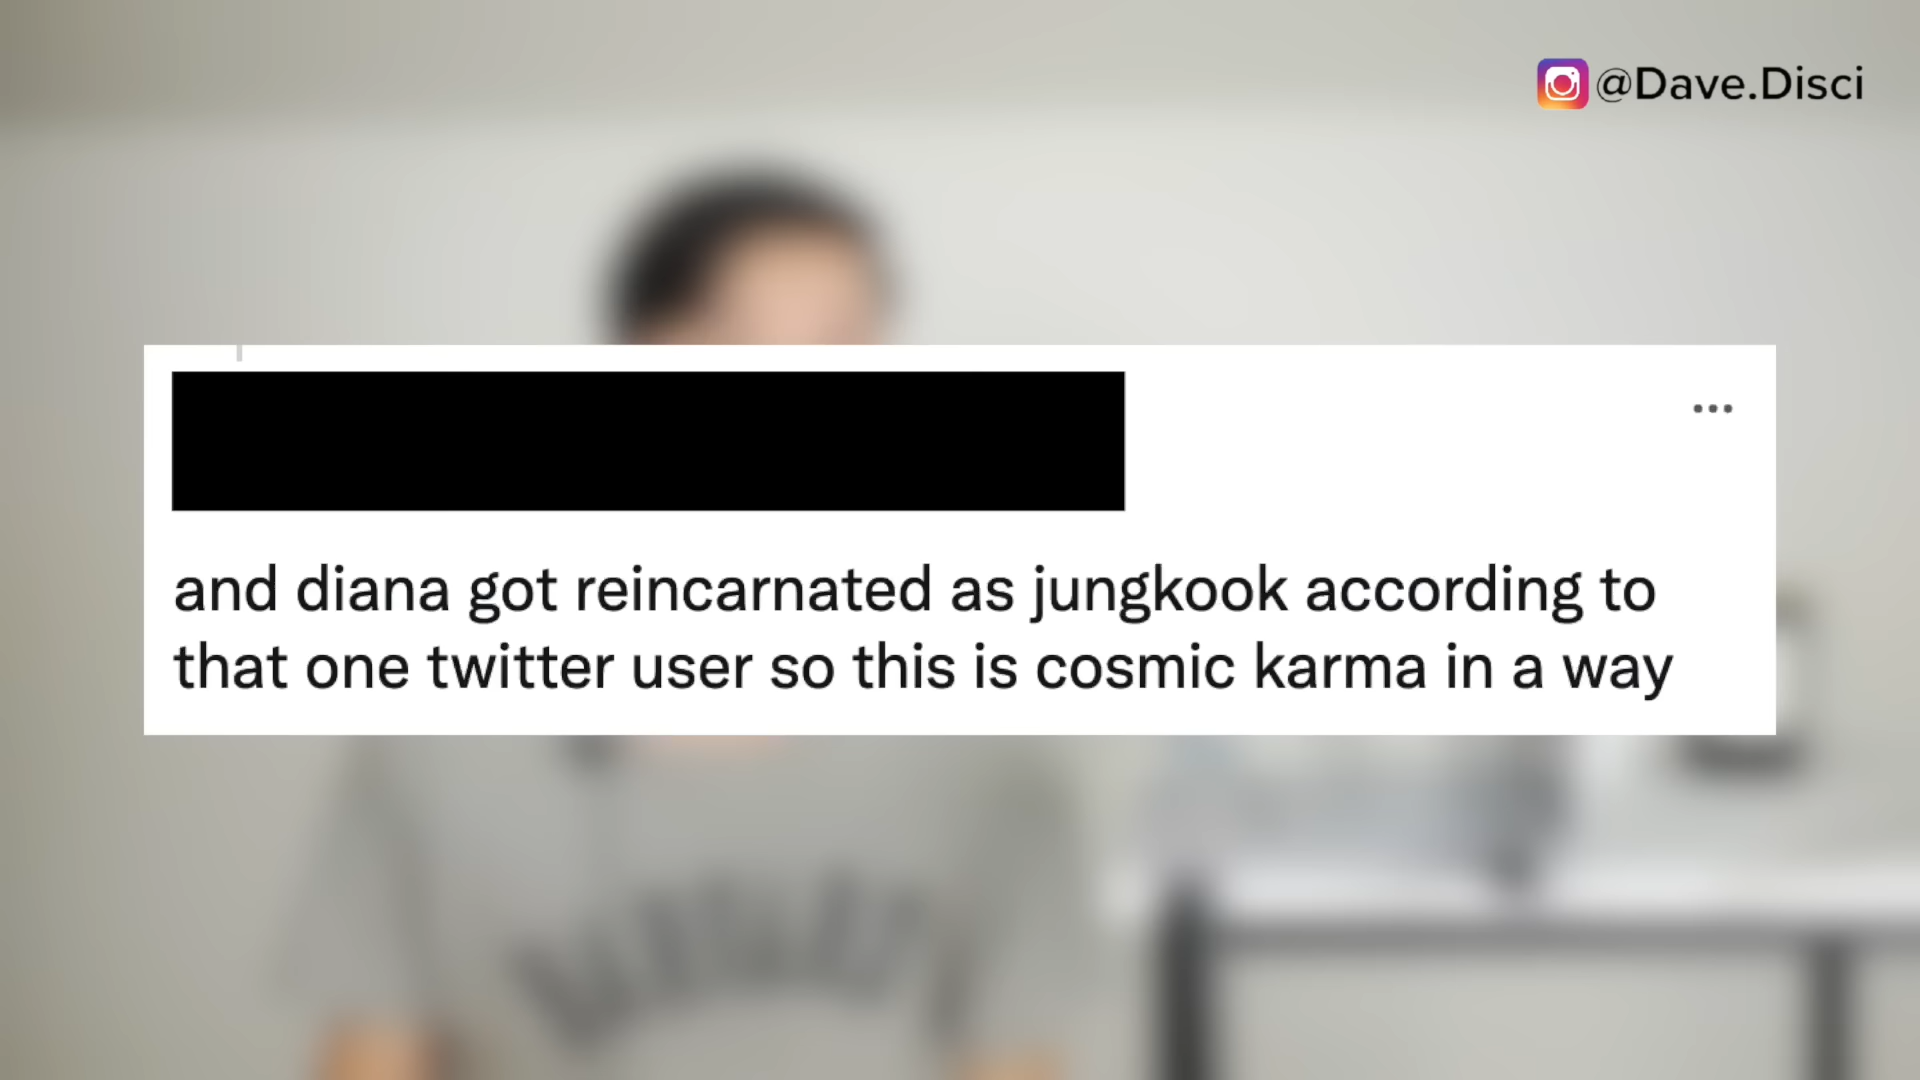 @Dave.Disci
and diana got reincarnated as jungkook according to
that one twitter user so this is cosmic karma in a way